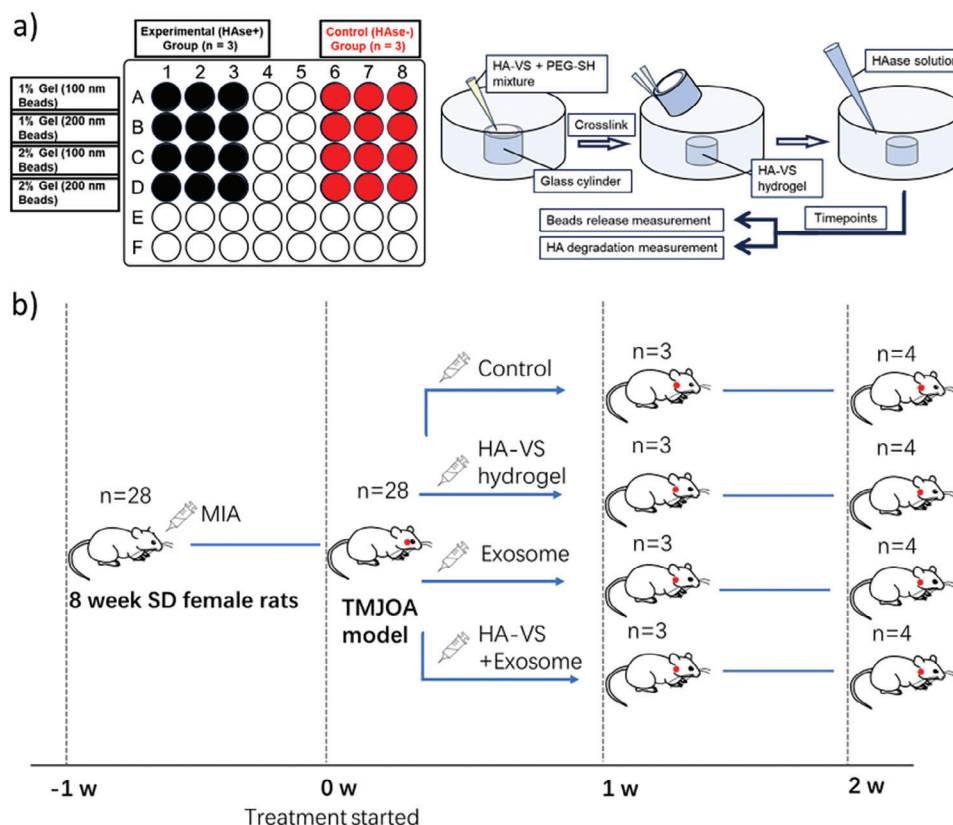 a)
Experimental (HAse+)
Group (n = 3)
Control (HAse-)
Group (n = 3)
1 2 3 4 5 6 7 8
1% Gel (100 nm
Beads)
1% Gel (200 nm
Beads)
2% Gel (100 nm
Beads)
2% Gel (200 nm
Beads)
A
B
C
D
E
F
HA-VS + PEG-SH
mixture
Crosslink
Glass cylinder
HA-VS
hydrogel
HAase solution
Timepoints
Beads release measurement
HA degradation measurement
b)
n=28
MIA
8 week SD female rats
n=28
TMJOA
model
Control
n=3
n=4
HA-VS
hydrogel
n=3
n=4
Exosome
n=3
n=4
HA-VS
+Exosome
n=3
n=4
-1 w
0 w
1 w
2 w
Treatment started